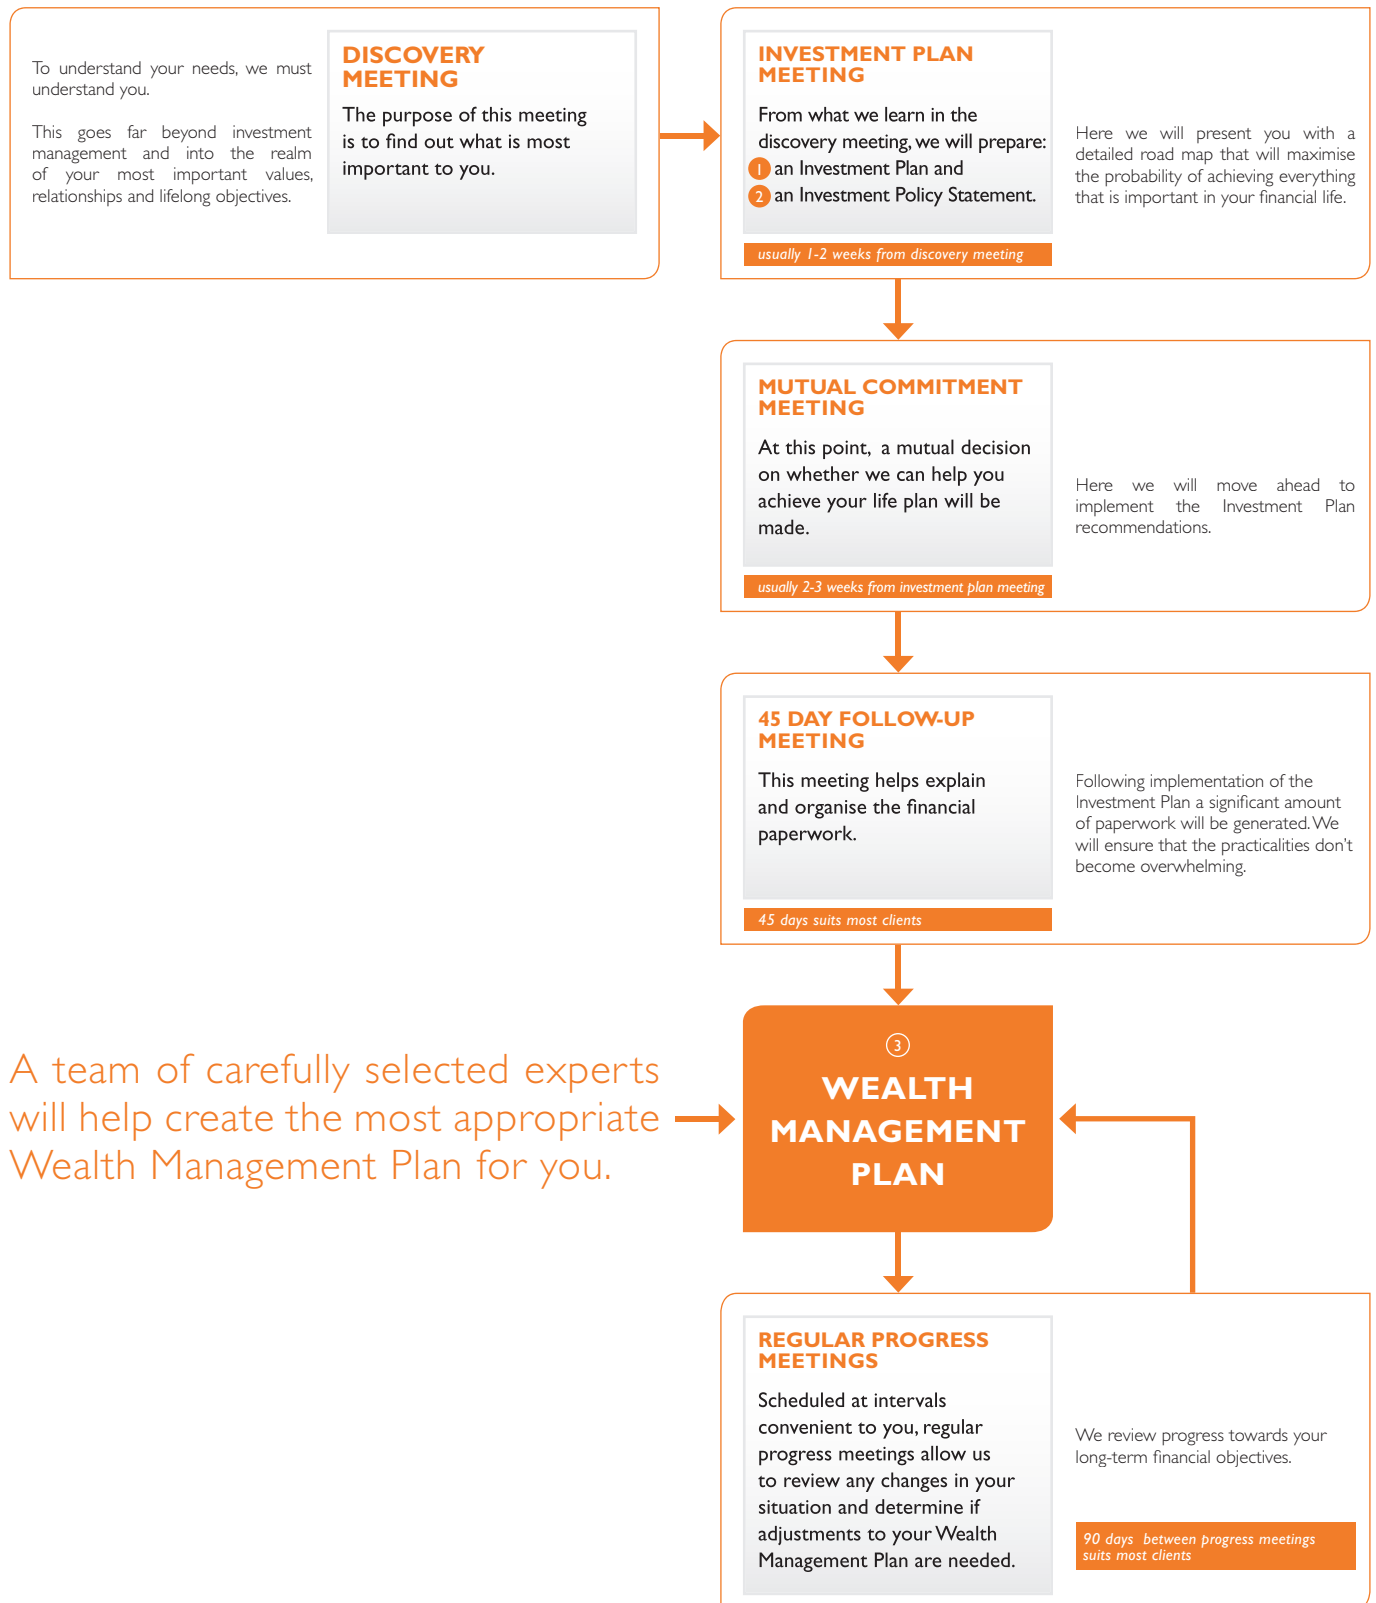 To understand your needs, we must
understand you.
This goes far beyond investment
management and into the realm
of your most important values,
relationships and lifelong objectives.
DISCOVERY
MEETING
The purpose of this meeting
is to find out what is most
important to you.
INVESTMENT PLAN
MEETING
From what we learn in the
discovery meeting, we will prepare:
1 an Investment Plan and
2 an Investment Policy Statement.
usually 1-2 weeks from discovery meeting
Here we will present you with a
detailed road map that will maximise
the probability of achieving everything
that is important in your financial life.
MUTUAL COMMITMENT
MEETING
At this point, a mutual decision
on whether we can help you
achieve your life plan will be
made.
usually 2-3 weeks from investment plan meeting
Here we will move ahead to
implement the Investment Plan
recommendations.
45 DAY FOLLOW-UP
MEETING
This meeting helps explain
and organise the financial
paperwork.
45 days suits most clients
Following implementation of the
Investment Plan a significant amount
of paperwork will be generated. We
will ensure that the practicalities don't
become overwhelming.
A team of carefully selected experts
will help create the most appropriate
Wealth Management Plan for you.
3
WEALTH
MANAGEMENT
PLAN
REGULAR PROGRESS
MEETINGS
Scheduled at intervals
convenient to you, regular
progress meetings allow us
to review any changes in your
situation and determine if
adjustments to your Wealth
Management Plan are needed.
We review progress towards your
long-term financial objectives.
90 days between progress meetings
suits most clients